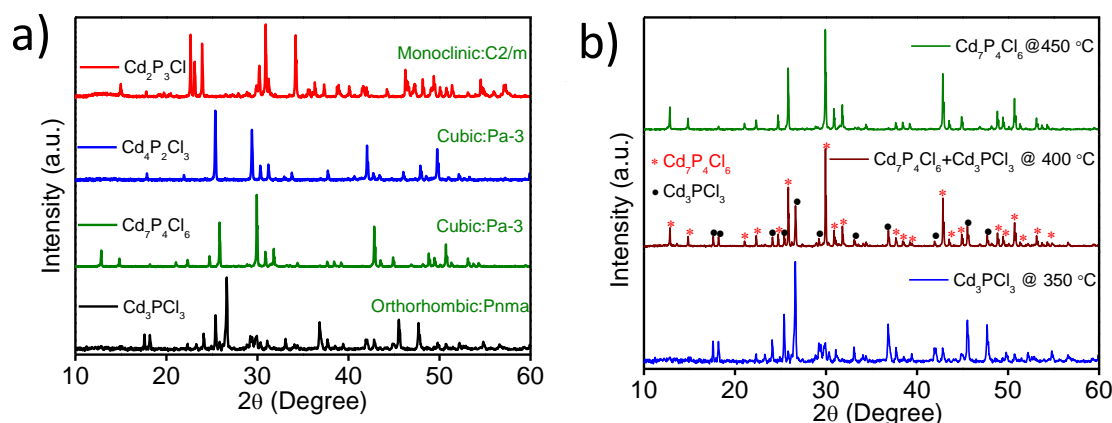 a)
Intensity (a.u.)
Monoclinic:C2/m
Cd₂P₃Cl
Cubic:Pa-3
Cd₄P₂Cl₃
Cubic:Pa-3
Cd₇P₄Cl₆
Orthorhombic:Pnma
Cd₃PCl₃
10 20 30 40 50 60
2θ (Degree)
b)
Intensity (a.u.)
Cd₇P₄Cl₆ @450 °C
* Cd₇P₄Cl₆
● Cd₃PCl₃
Cd₇P₄Cl₆+Cd₃PCl₃ @ 400 °C
Cd₃PCl₃ @ 350 °C
10 20 30 40 50 60
2θ (Degree)